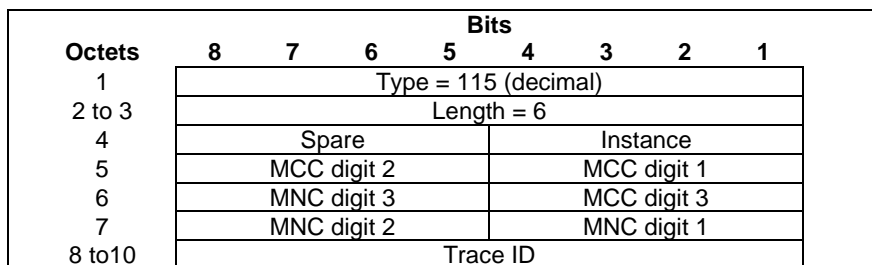 Bits
Octets 8 7 6 5 4 3 2 1
1 Type = 115 (decimal)
2 to 3 Length = 6
4 Spare Instance
5 MCC digit 2 MCC digit 1
6 MNC digit 3 MCC digit 3
7 MNC digit 2 MNC digit 1
8 to10 Trace ID